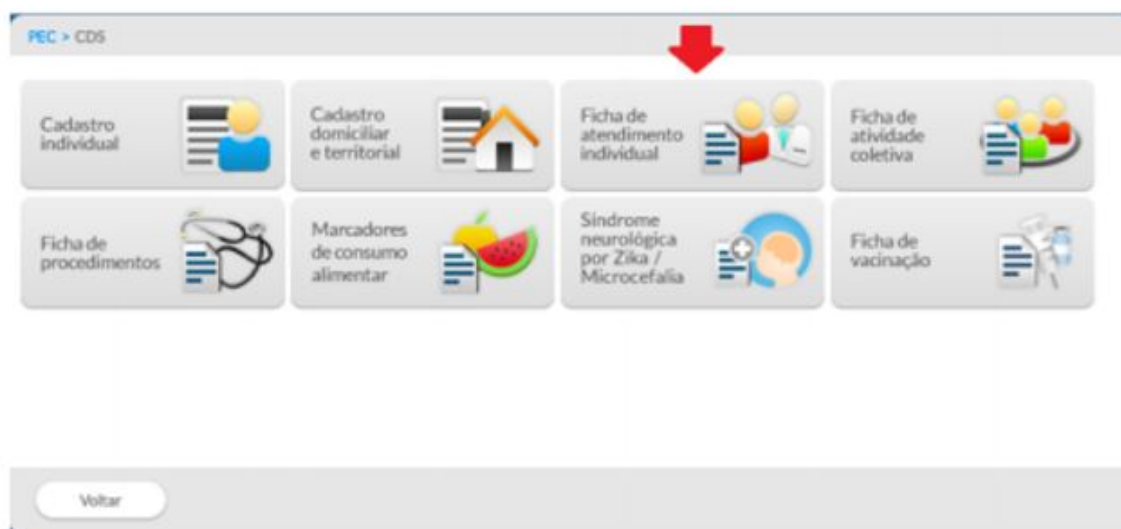 PEC > CDS
Cadastro
individual
Cadastro
domiciliar
e territorial
Ficha de
atendimento
individual
Ficha de
atividade
coletiva
Ficha de
procedimentos
Marcadores
de consumo
alimentar
Síndrome
neurológica
por Zika /
Microcefalia
Ficha de
vacinação
Voltar